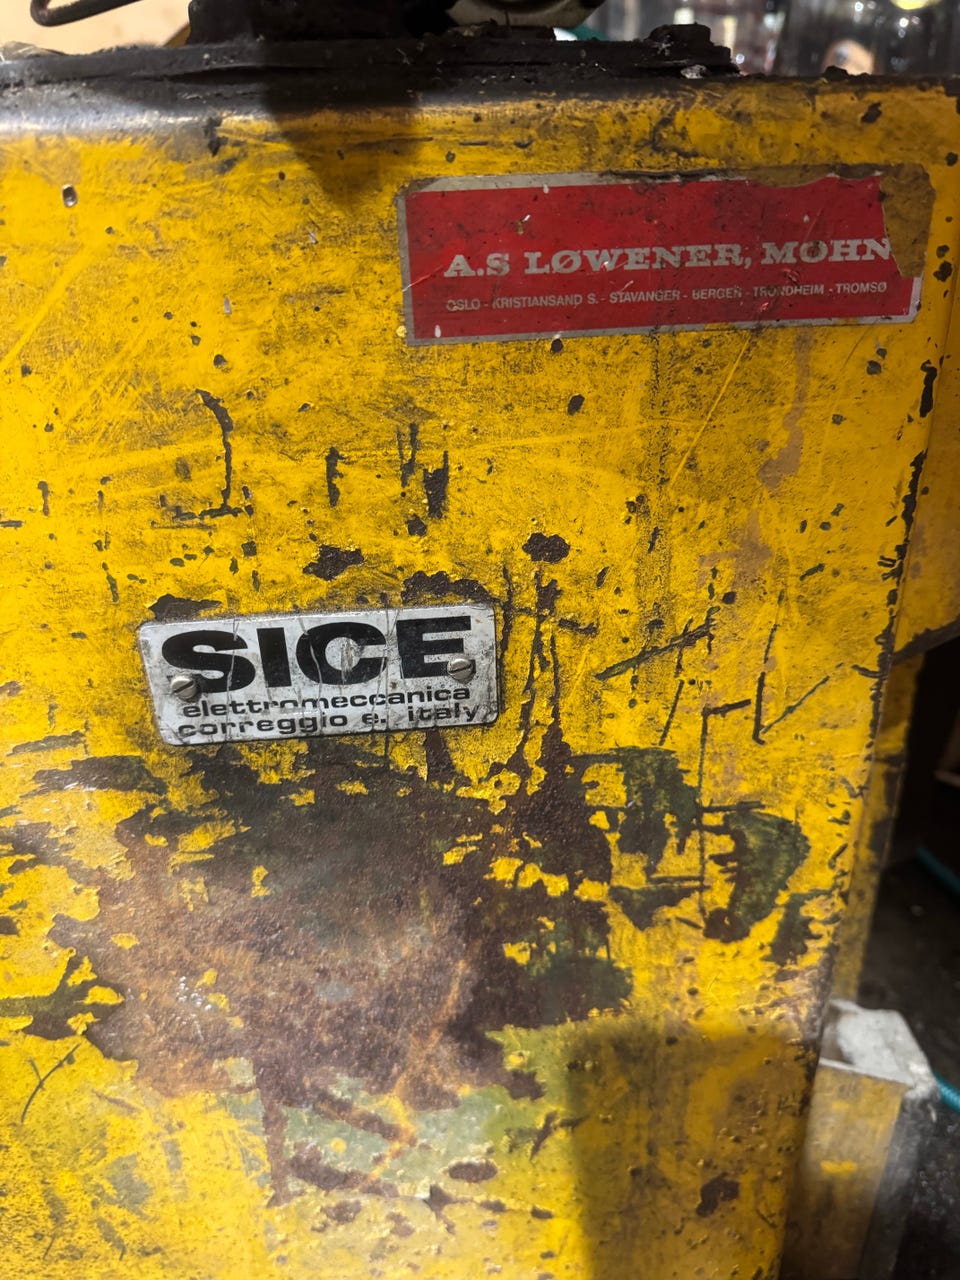 A.S LØWENER, MOHN
OSLO - KRISTIANSAND S. - STAVANGER - BERGEN - TRONDHEIM - TROMSØ
SICE
elettromeccanica
correggio e. italy